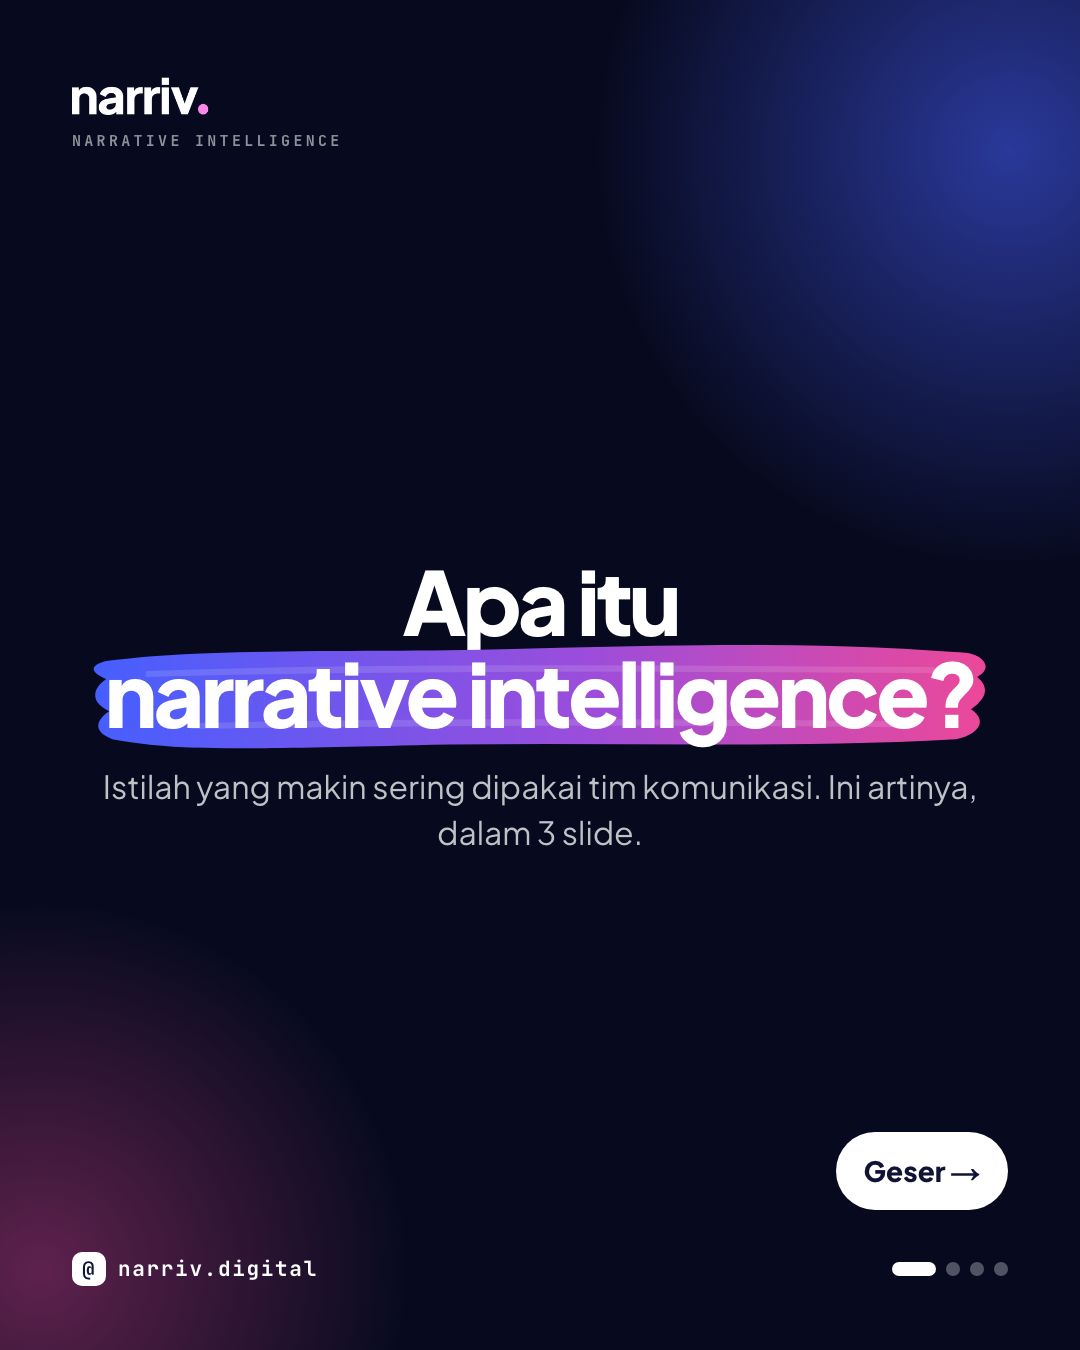 narriv.
NARRATIVE INTELLIGENCE
Apa itu
narrative intelligence?
Istilah yang makin sering dipakai tim komunikasi. Ini artinya,
dalam 3 slide.
Geser →
@ narriv.digital